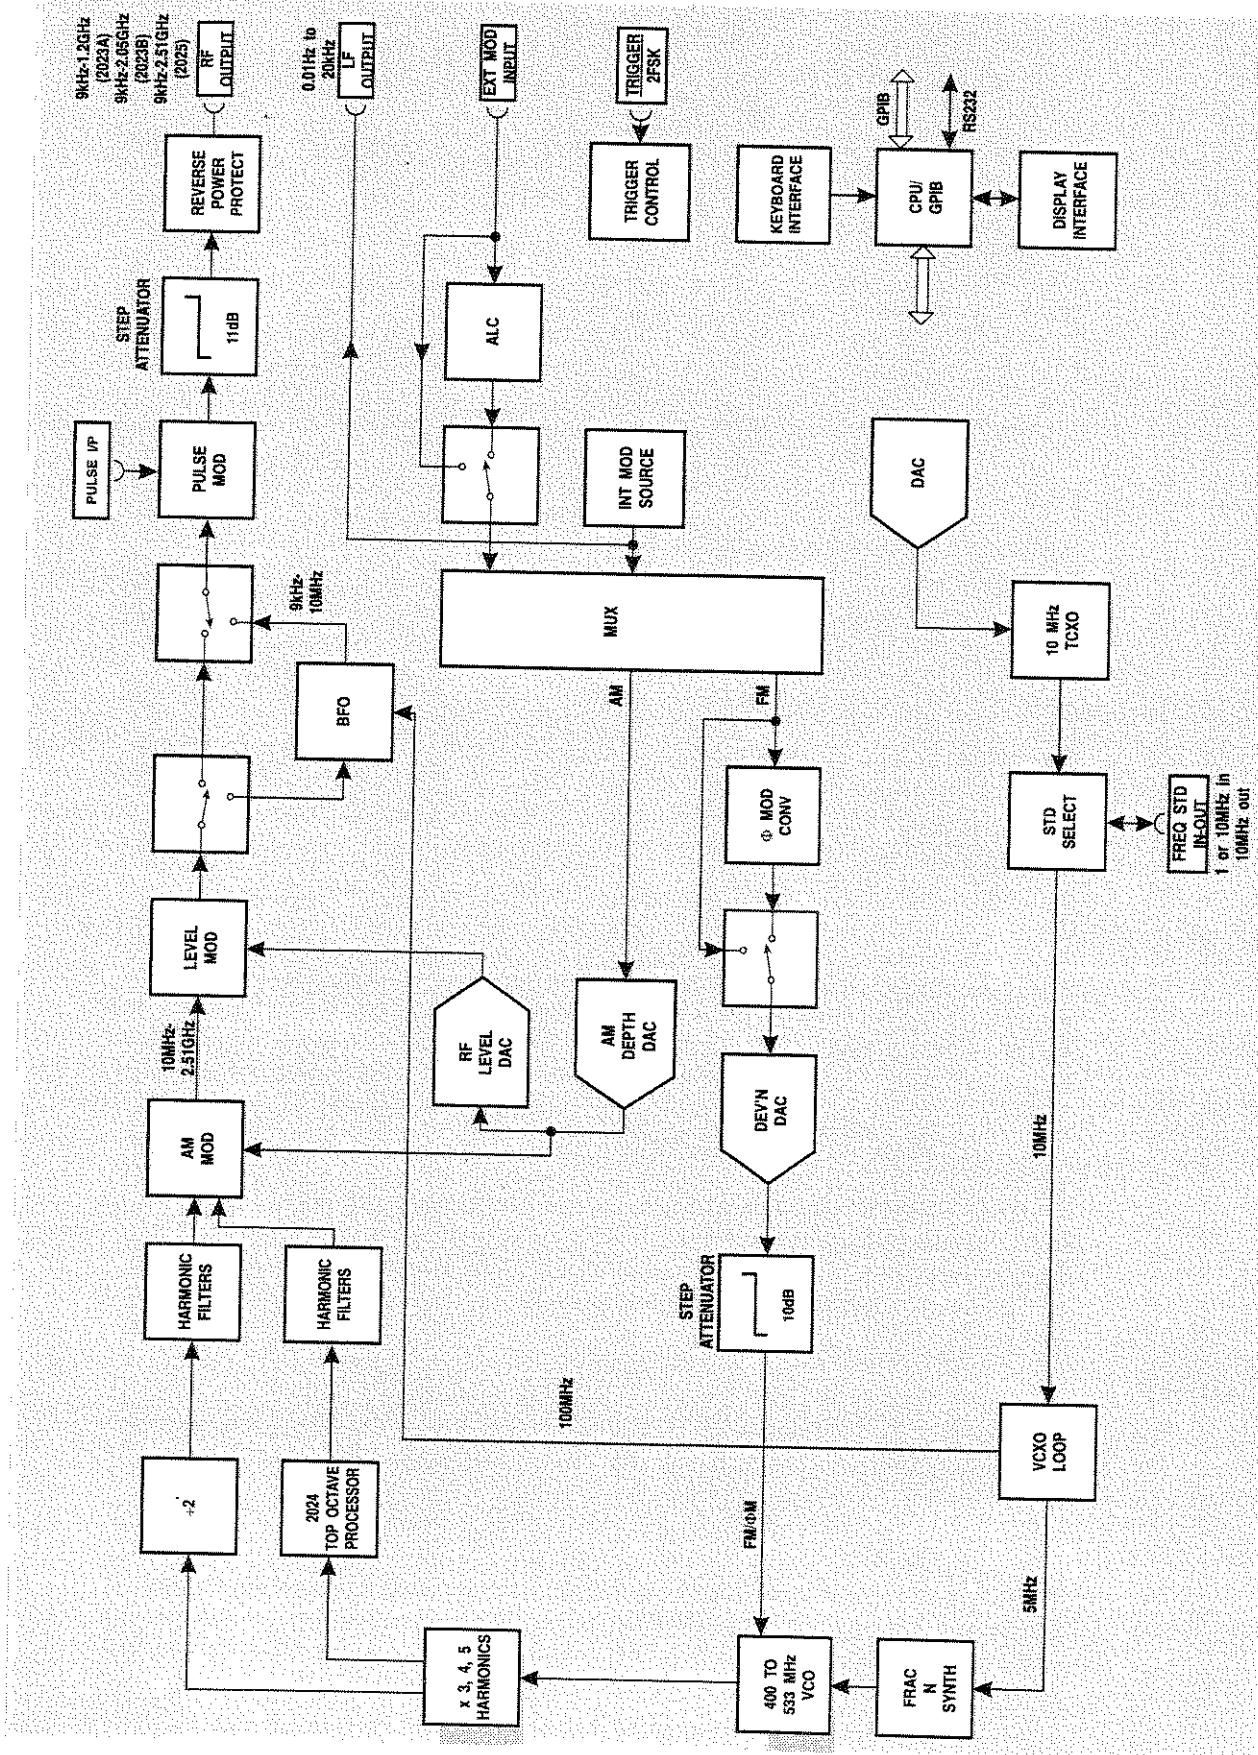 9kHz-1.2GHz
(2023A)
9kHz-2.05GHz
(2023B)
9kHz-2.51GHz
(2025)
RF
OUTPUT
0.01Hz to
20kHz
LF
OUTPUT
EXT MOD
INPUT
TRIGGER
2FSK
REVERSE
POWER
PROTECT
TRIGGER
CONTROL
KEYBOARD
INTERFACE
GPIB
RS232
CPU/
GPIB
DISPLAY
INTERFACE
STEP
ATTENUATOR
11dB
ALC
PULSE I/P
PULSE
MOD
INT MOD
SOURCE
DAC
9kHz-
10MHz
BFO
MUX
AM
FM
10 MHz
TCXO
Φ MOD
CONV
STD
SELECT
FREQ STD
IN-OUT
1 or 10MHz in
10MHz out
LEVEL
MOD
10MHz-
2.51GHz
RF
LEVEL
DAC
AM
DEPTH
DAC
DEV'N
DAC
AM
MOD
10MHz
HARMONIC
FILTERS
HARMONIC
FILTERS
STEP
ATTENUATOR
10dB
100MHz
÷2
2024
TOP OCTAVE
PROCESSOR
VCXO
LOOP
FM/ΦM
5MHz
x 3, 4, 5
HARMONICS
400 TO
533 MHz
VCO
FRAC
N
SYNTH